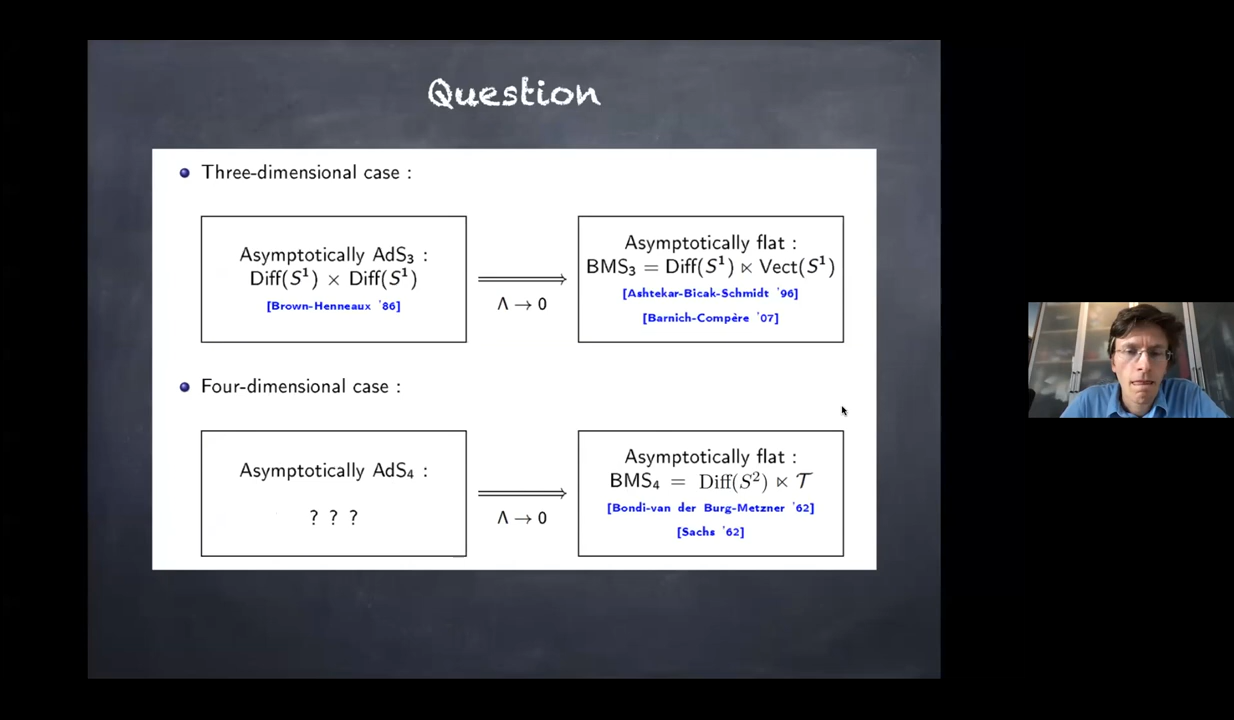 Question
Three-dimensional case :
Asymptotically AdS₃ :
Diff(S¹) × Diff(S¹)
[Brown-Henneaux '86]
Λ → 0
Asymptotically flat :
BMS₃ = Diff(S¹) ⋉ Vect(S¹)
[Ashtekar-Bicak-Schmidt '96]
[Barnich-Compère '07]
Four-dimensional case :
Asymptotically AdS₄ :
? ? ?
Λ → 0
Asymptotically flat :
BMS₄ = Diff(S²) ⋉ 𝒯
[Bondi-van der Burg-Metzner '62]
[Sachs '62]